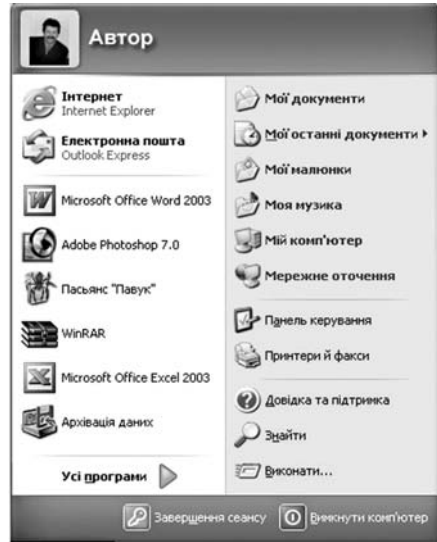 Автор
Інтернет
Internet Explorer
Електронна пошта
Outlook Express
Microsoft Office Word 2003
Adobe Photoshop 7.0
Пасьянс "Павук"
WinRAR
Microsoft Office Excel 2003
Архівація даних
Усі програми
Мої документи
Мої останні документи
Мої малюнки
Моя музика
Мій комп'ютер
Мережне оточення
Панель керування
Принтери й факси
Довідка та підтримка
Знайти
Виконати...
Завершення сеансу
Вимкнути комп'ютер